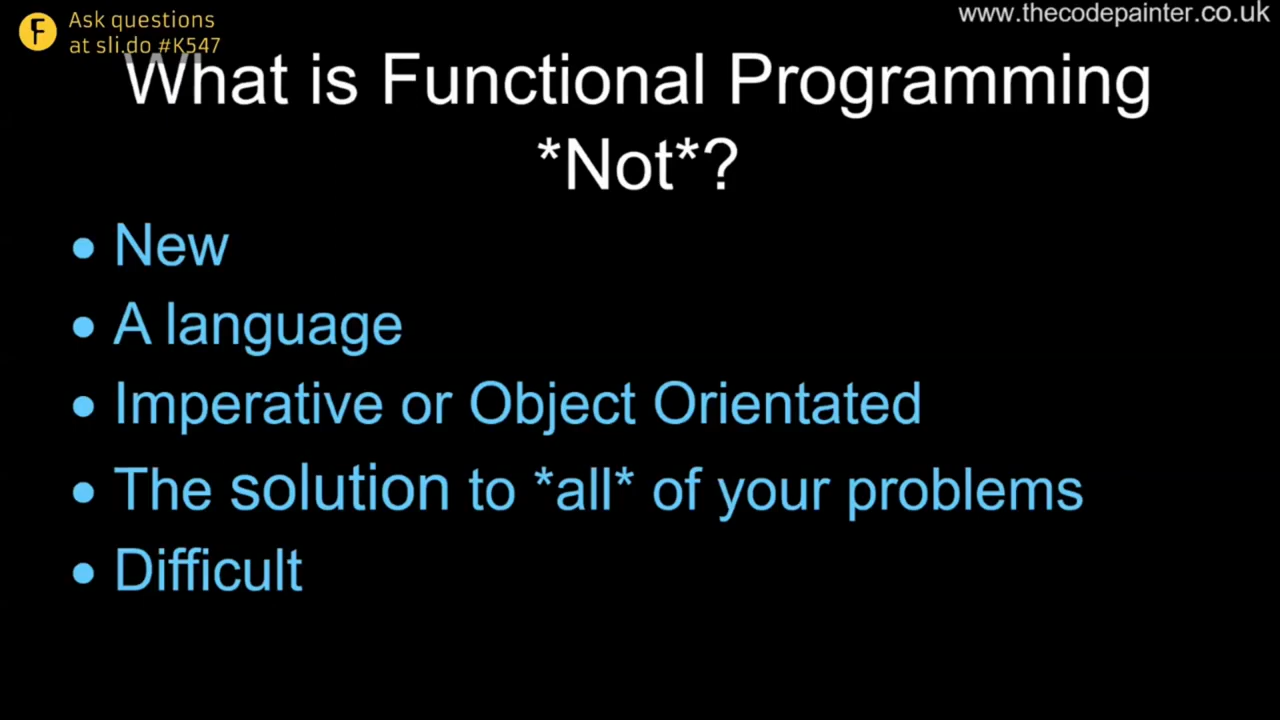 F
Ask questions
at sli.do #K547
www.thecodepainter.co.uk
What is Functional Programming
*Not*?
• New
• A language
• Imperative or Object Orientated
• The solution to *all* of your problems
• Difficult